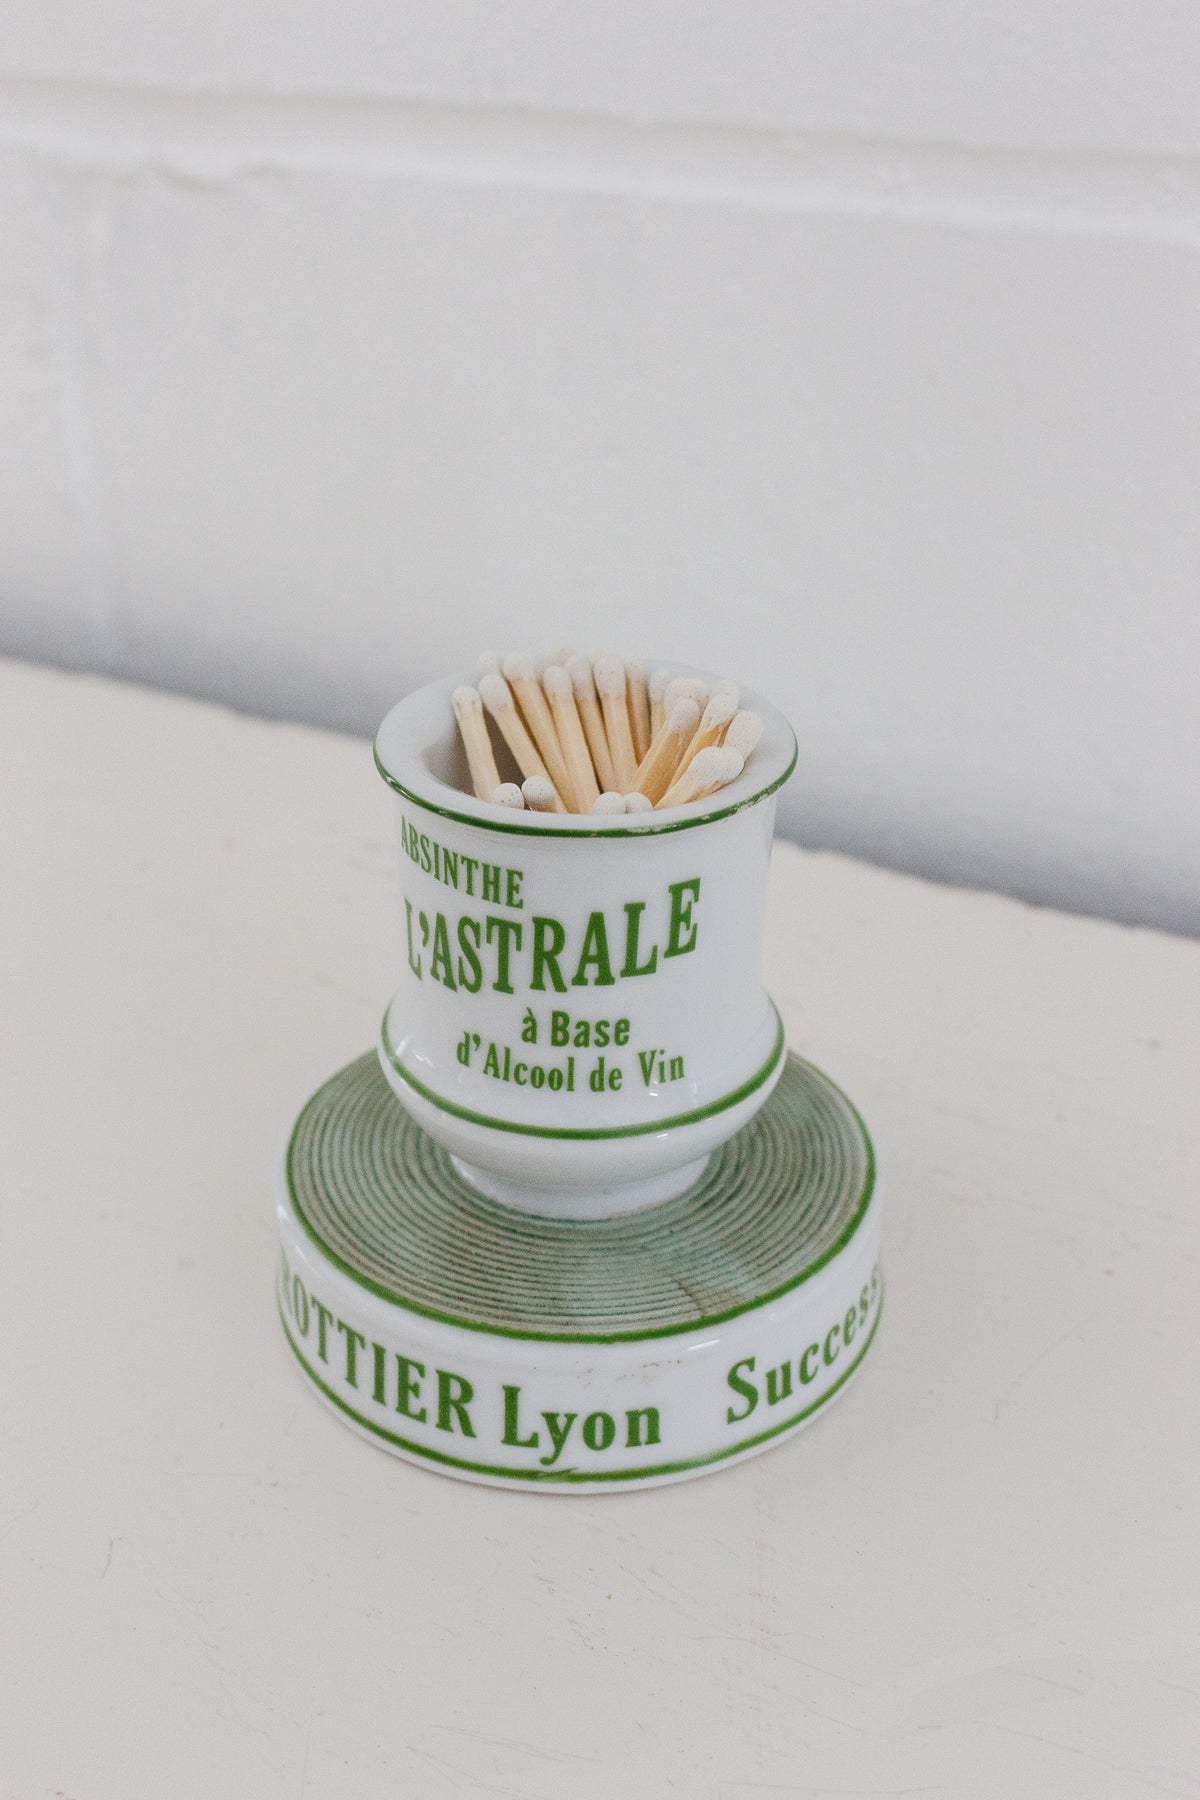 ABSINTHE
L'ASTRALE
à Base
d'Alcool de Vin
ROTTIER Lyon Success